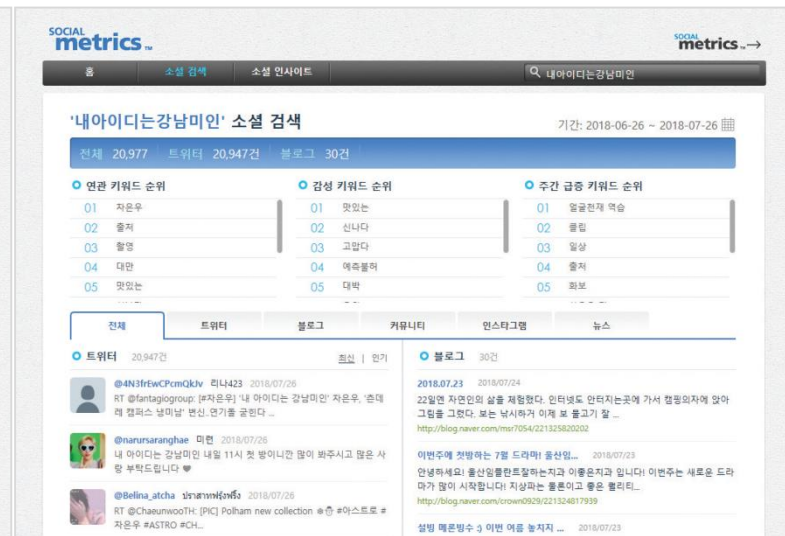 SOCIAL
metrics™
SOCIAL
metrics™→
홈 소셜 검색 소셜 인사이트 내아이디는강남미인
'내아이디는강남미인' 소셜 검색
기간: 2018-06-26 ~ 2018-07-26
전체 20,977 트위터 20,947건 블로그 30건
연관 키워드 순위
01 차은우
02 출처
03 촬영
04 대만
05 맛있는
감성 키워드 순위
01 맛있는
02 신나다
03 고맙다
04 예측불허
05 대박
주간 급증 키워드 순위
01 얼굴천재 역습
02 클립
03 일상
04 출처
05 화보
전체 트위터 블로그 커뮤니티 인스타그램 뉴스
트위터 20,947건 최신 | 인기
@4N3frEwCPcmQkJv 리나423 2018/07/26
RT @fantagiogroup: [#차은우] '내 아이디는 강남미인' 차은우, '츤데
레 캠퍼스 냉미남' 변신..연기돌 굳힌다 ...
@narursaranghae 미련 2018/07/26
내 아이디는 강남미인 내일 11시 첫 방이니깐 많이 봐주시고 많은 사
랑 부탁드립니다 ♥
@Belina_atcha ปราสาทฟรุ้งฟริ้ง 2018/07/26
RT @ChaeunwooTH: [PIC] Polham new collection ❄☃ #아스트로 #
차은우 #ASTRO #CH...
블로그 30건
2018.07.23 2018/07/24
22일엔 자연인의 삶을 체험했다. 인터넷도 안터지는곳에 가서 캠핑의자에 앉아
그림을 그렸다. 보는 낚시하거 이제 보 물고기 잘 ...
http://blog.naver.com/msr7054/221325820202
이번주에 첫방하는 7월 드라마! 울산임... 2018/07/23
안녕하세요! 울산임플란트잘하는치과 이좋은치과 입니다! 이번주는 새로운 드라
마가 많이 시작합니다! 지상파는 물론이고 좋은 퀄리티...
http://blog.naver.com/crown0929/221324817939
설빙 메론빙수 :) 이번 여름 놓치지 ... 2018/07/23